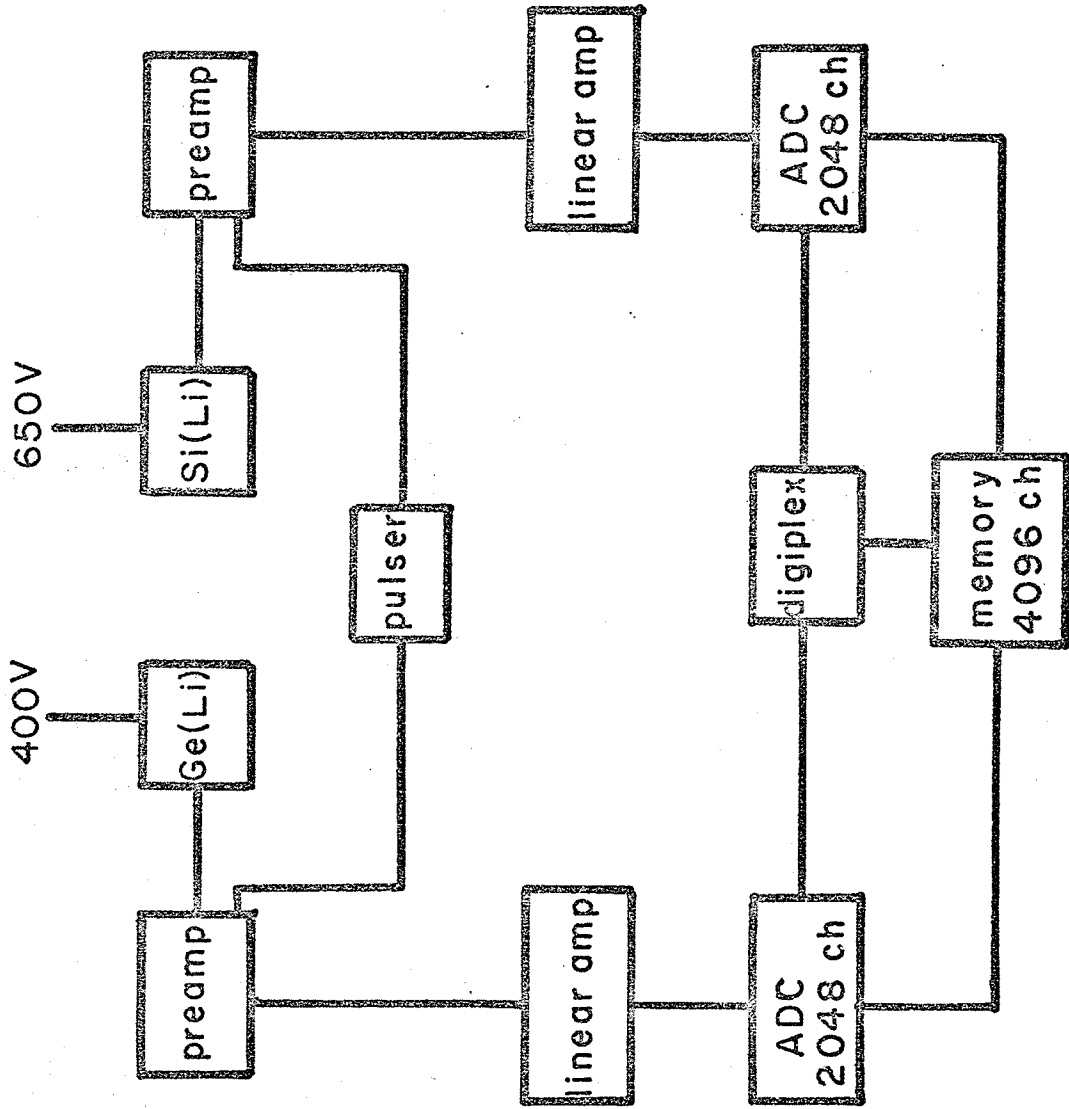 400V
650V
preamp
Ge(Li)
Si(Li)
preamp
pulser
linear amp
linear amp
ADC
2048 ch
digiplex
ADC
2048 ch
memory
4096 ch